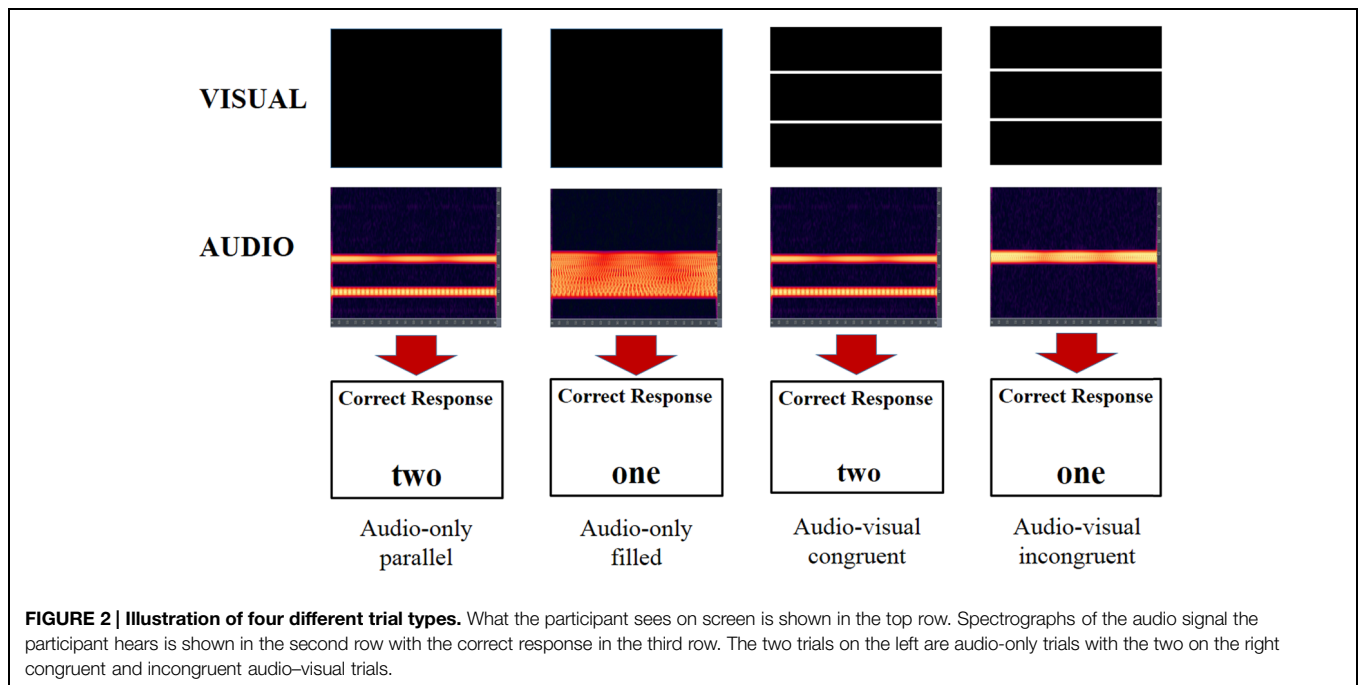 VISUAL
AUDIO
Correct Response
two
Correct Response
one
Correct Response
two
Correct Response
one
Audio-only
parallel
Audio-only
filled
Audio-visual
congruent
Audio-visual
incongruent
FIGURE 2 | Illustration of four different trial types. What the participant sees on screen is shown in the top row. Spectrographs of the audio signal the
participant hears is shown in the second row with the correct response in the third row. The two trials on the left are audio-only trials with the two on the right
congruent and incongruent audio–visual trials.